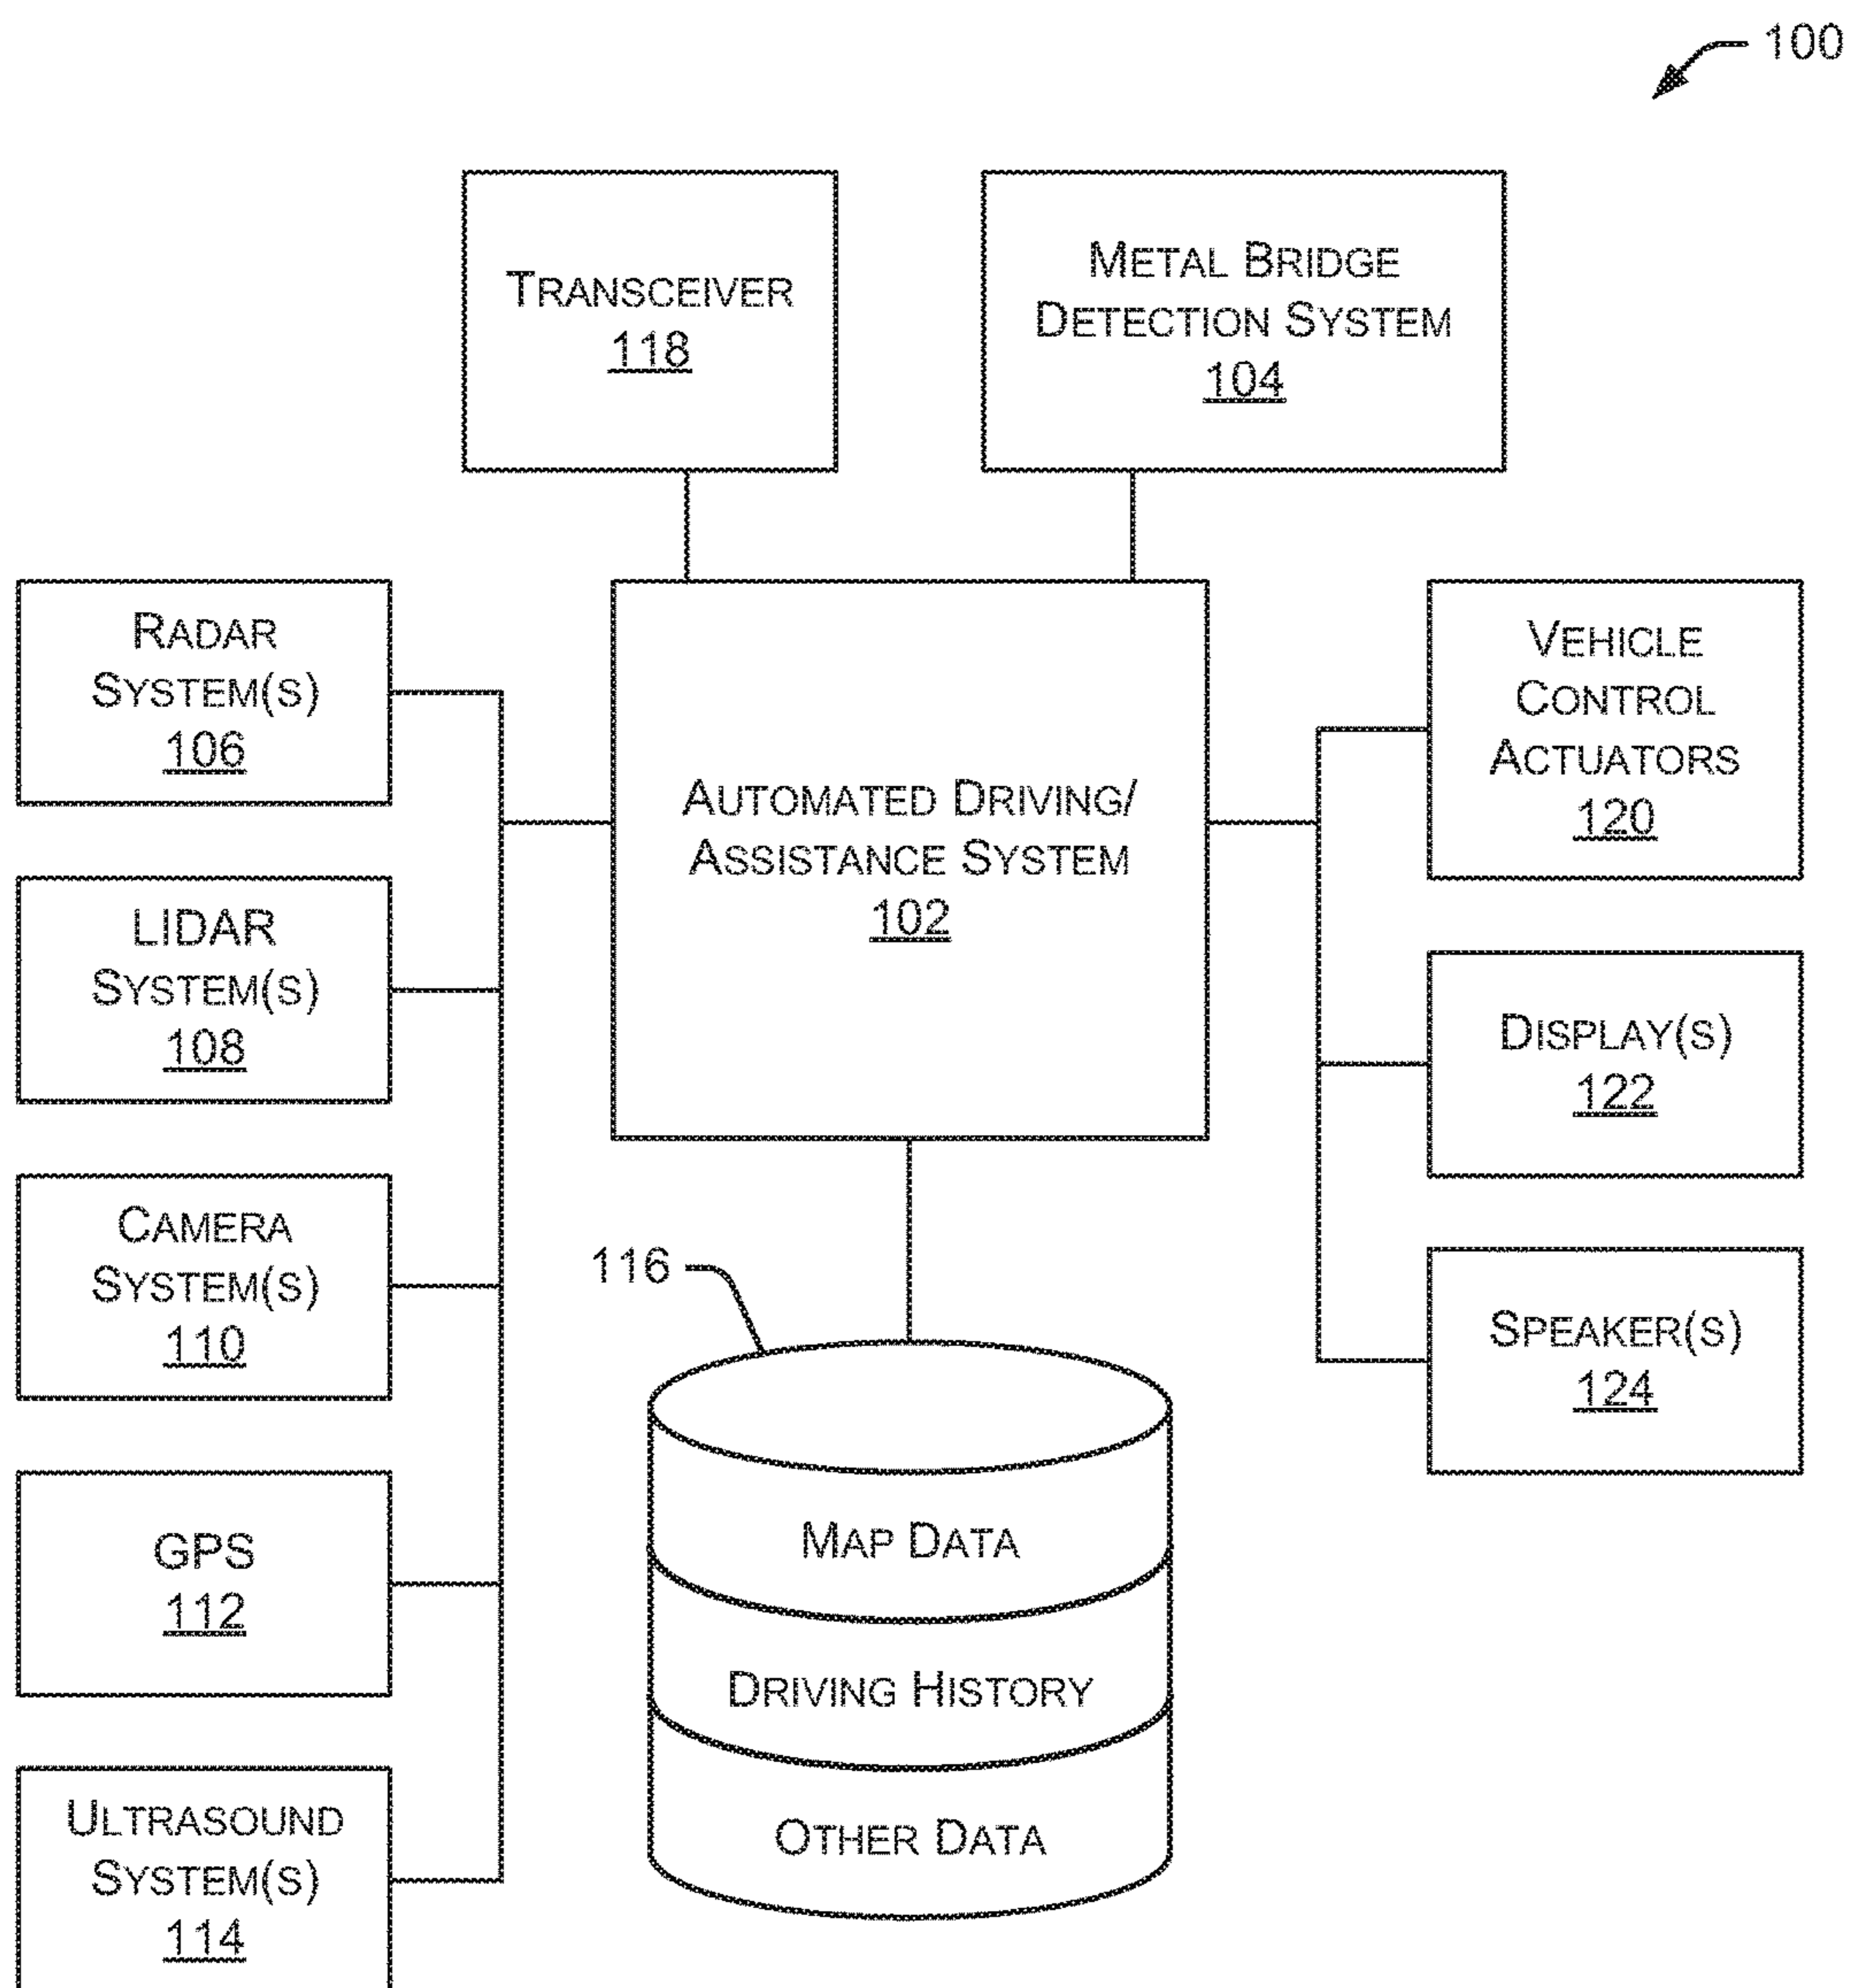 100
TRANSCEIVER
118
METAL BRIDGE
DETECTION SYSTEM
104
RADAR
SYSTEM(S)
106
LIDAR
SYSTEM(S)
108
CAMERA
SYSTEM(S)
110
GPS
112
ULTRASOUND
SYSTEM(S)
114
AUTOMATED DRIVING/
ASSISTANCE SYSTEM
102
116
MAP DATA
DRIVING HISTORY
OTHER DATA
VEHICLE
CONTROL
ACTUATORS
120
DISPLAY(S)
122
SPEAKER(S)
124